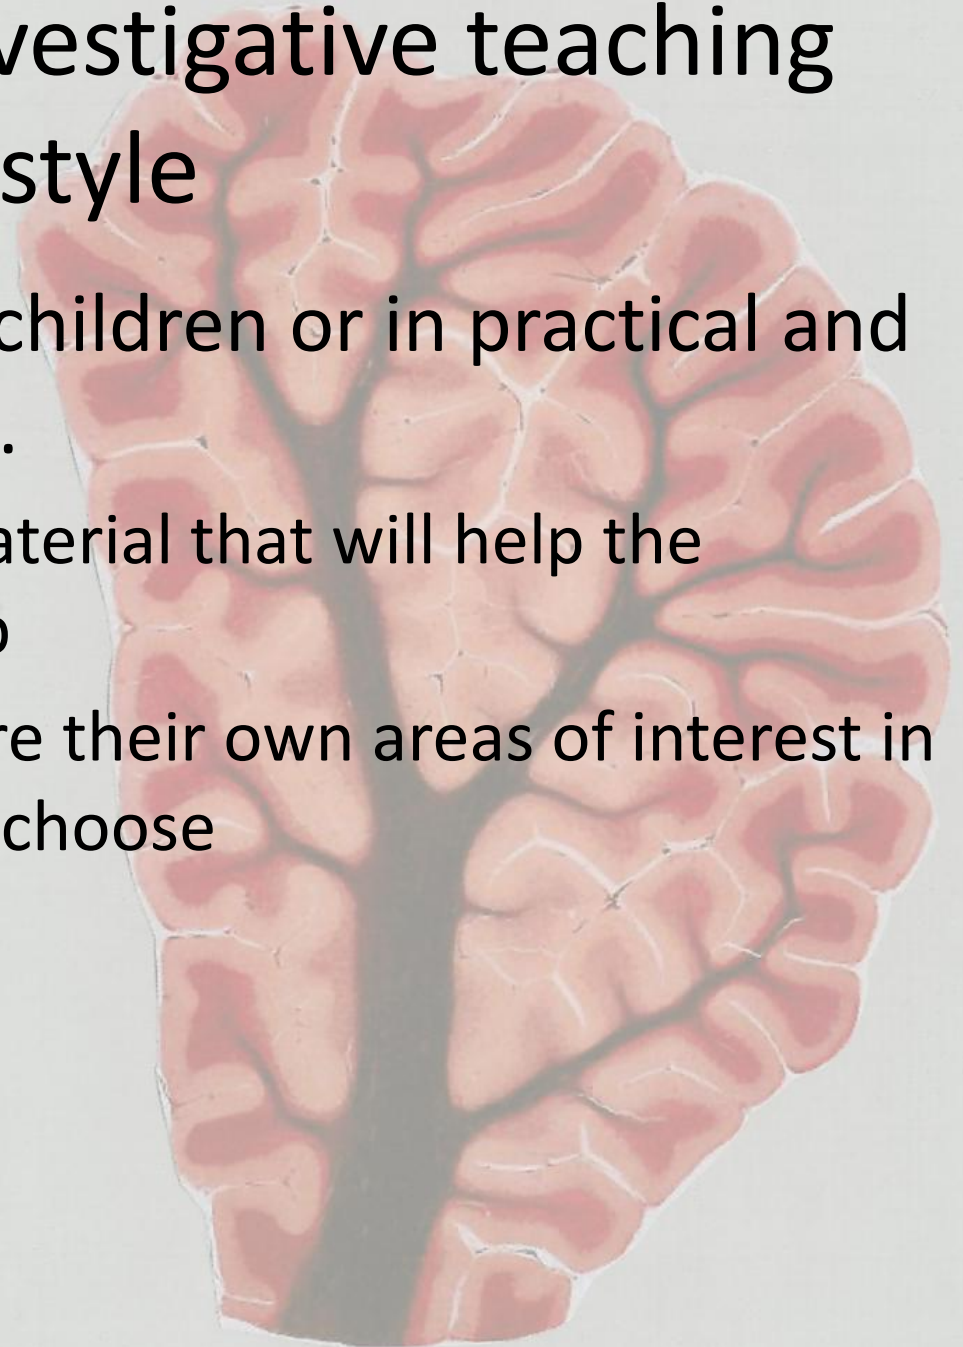 vestigative teaching
style
children or in practical and
.
aterial that will help the
re their own areas of interest in
choose